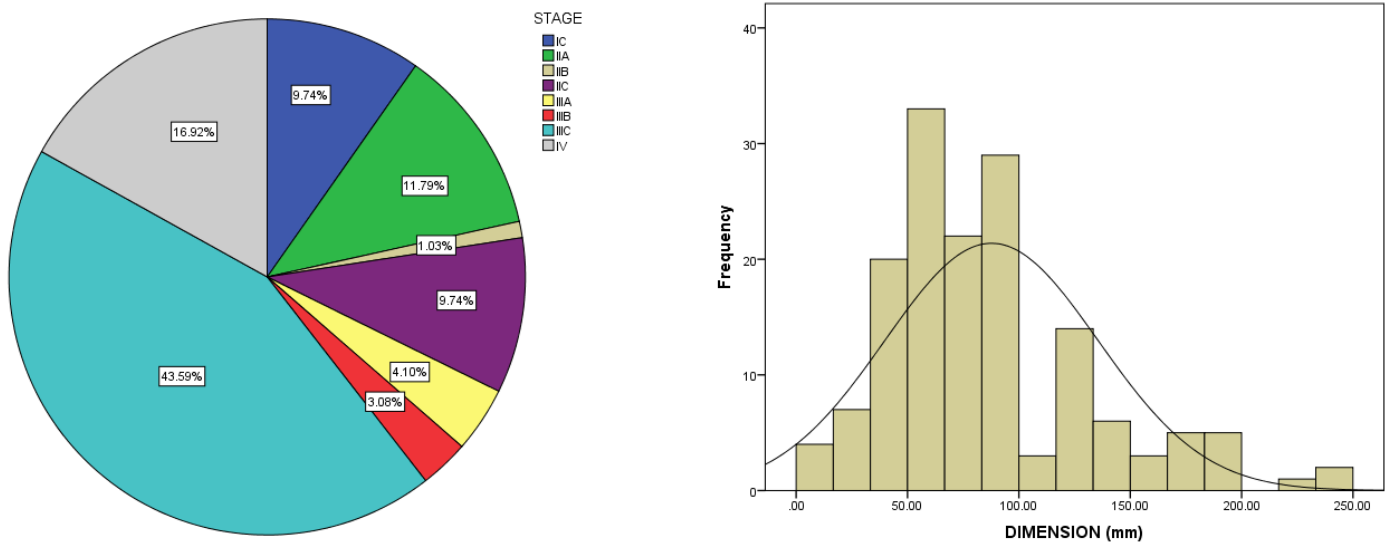 STAGE
IC
IIA
IIB
IIC
IIIA
IIIB
IIIC
IV
9.74%
11.79%
1.03%
9.74%
4.10%
3.08%
43.59%
16.92%
Frequency
40
30
20
10
0
.00 50.00 100.00 150.00 200.00 250.00
DIMENSION (mm)